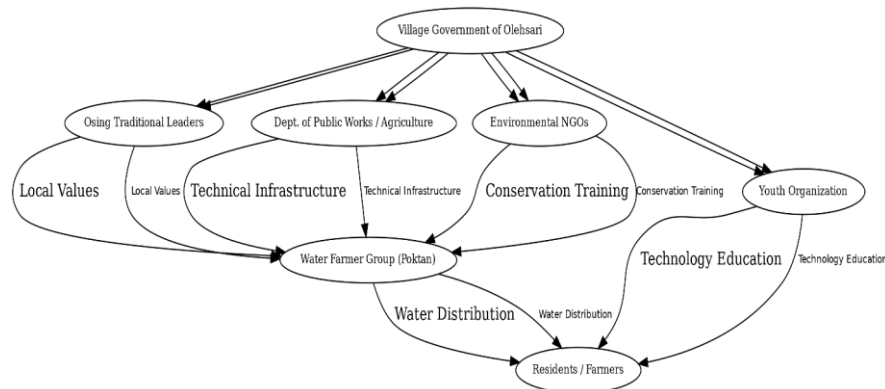 Village Government of Olehsari
Osing Traditional Leaders
Dept. of Public Works / Agriculture
Environmental NGOs
Local Values
Local Values
Technical Infrastructure
Technical Infrastructure
Conservation Training
Conservation Training
Youth Organization
Water Farmer Group (Poktan)
Technology Education
Technology Education
Water Distribution
Water Distribution
Residents / Farmers